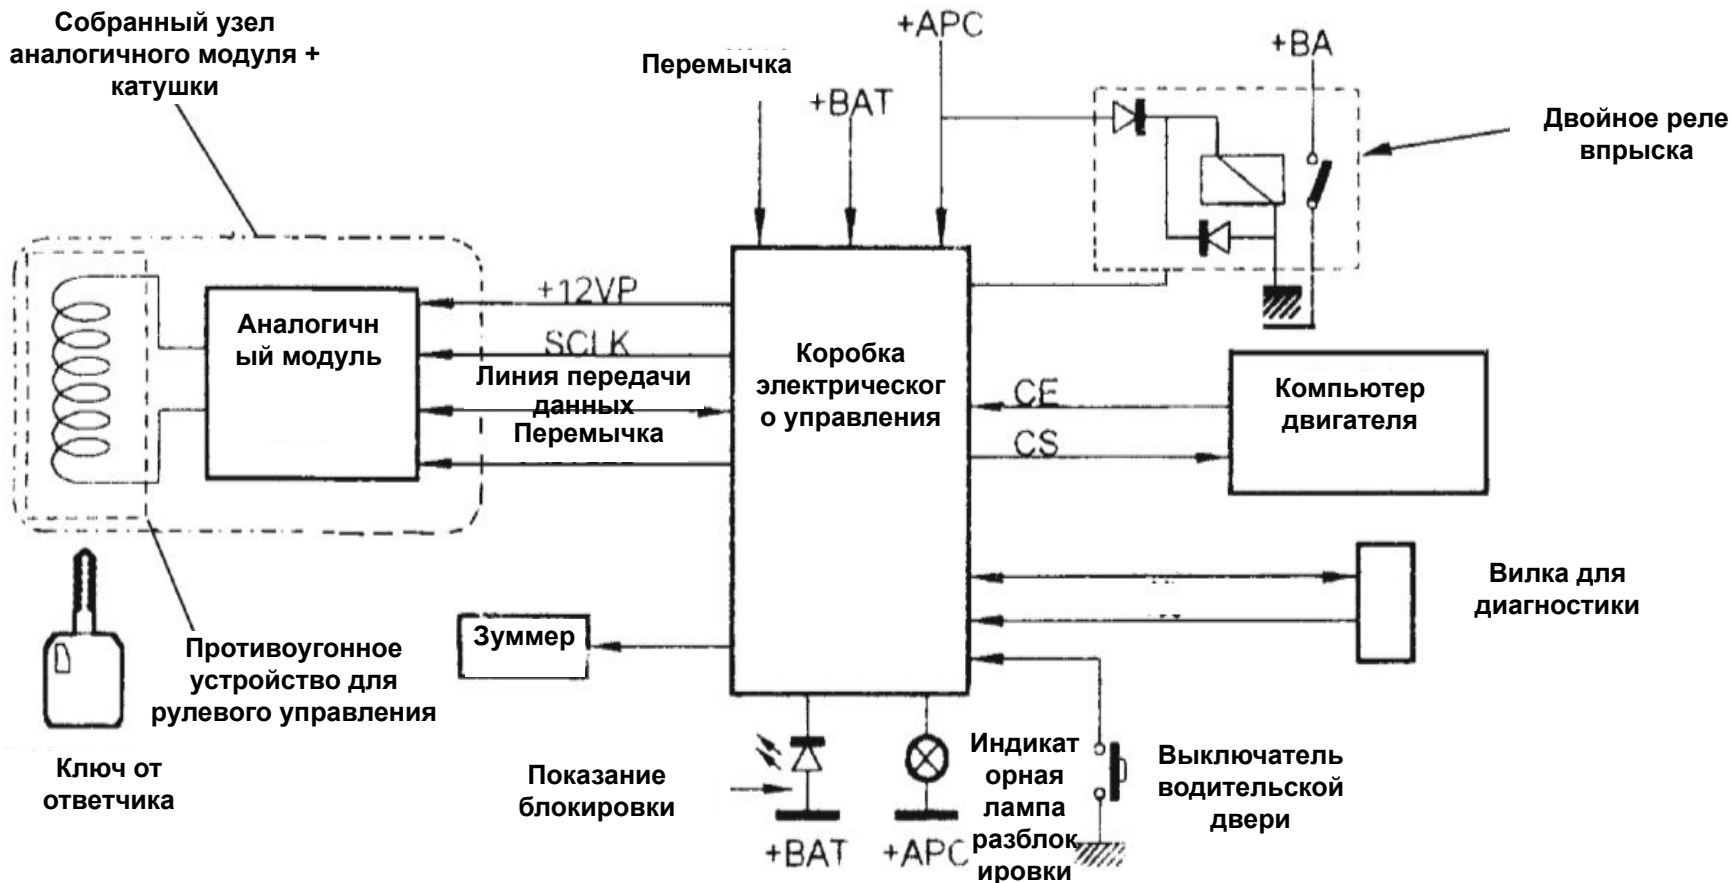 Собранный узел
аналогичного модуля +
катушки
Перемычка
+BAT
+APC
+BA
Двойное реле
впрыска
Аналогичн
ый модуль
+12VP
SCLK
Линия передачи
данных
Перемычка
Коробка
электрическог
о управления
CE
CS
Компьютер
двигателя
Вилка для
диагностики
Зуммер
Противоугонное
устройство для
рулевого управления
Ключ от
ответчика
Показание
блокировки
+BAT
+APC
Индикат
орная
лампа
разблок
ировки
Выключатель
водительской
двери